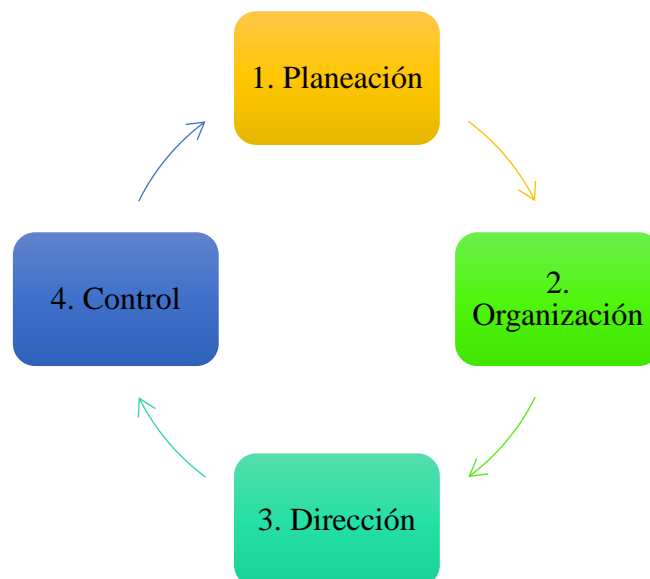 1. Planeación
2.
Organización
3. Dirección
4. Control